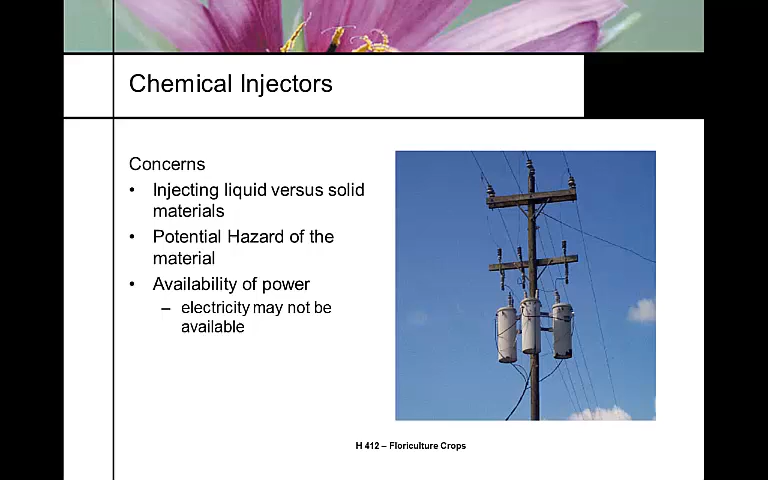 Chemical Injectors
Concerns
• Injecting liquid versus solid
materials
• Potential Hazard of the
material
• Availability of power
– electricity may not be
available
H 412 – Floriculture Crops